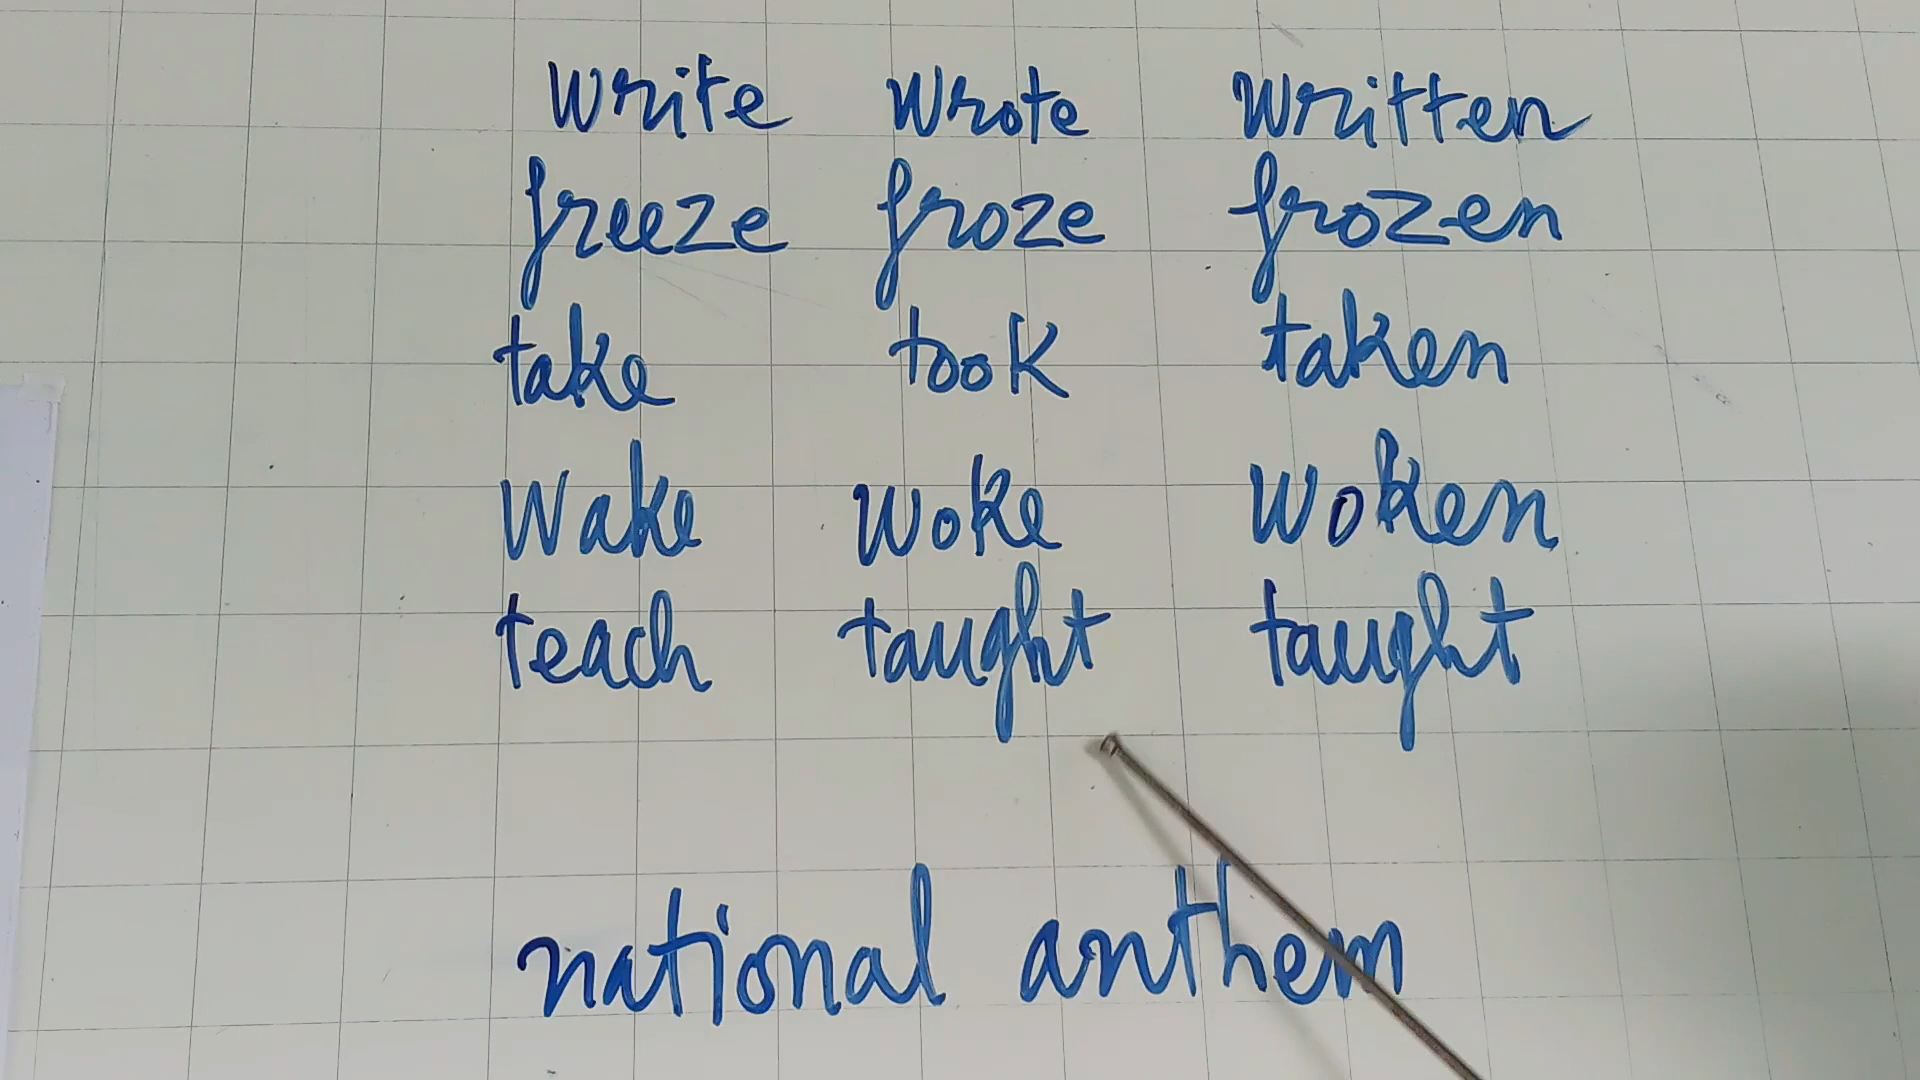 write wrote written
freeze froze frozen
take took taken
wake woke woken
teach taught taught
national anthem